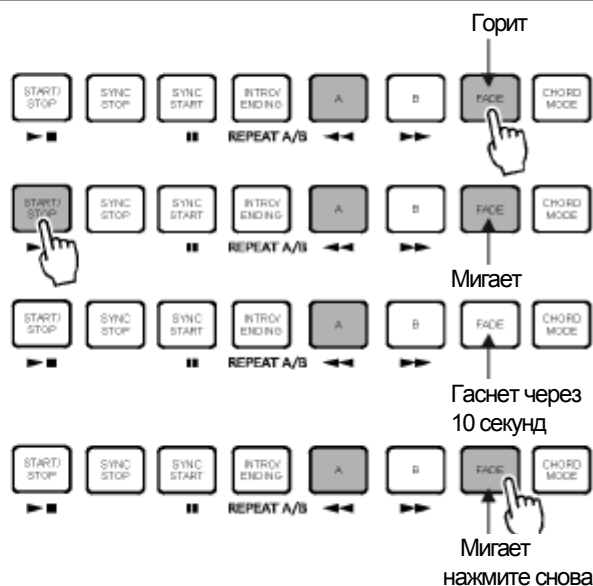 Горит
START/ STOP SYNC STOP SYNC START INTRO/ ENDING A B FADE CHORD MODE
REPEAT A/B
START/ STOP SYNC STOP SYNC START INTRO/ ENDING A B FADE CHORD MODE
REPEAT A/B
Мигает
START/ STOP SYNC STOP SYNC START INTRO/ ENDING A B FADE CHORD MODE
REPEAT A/B
Гаснет через
10 секунд
START/ STOP SYNC STOP SYNC START INTRO/ ENDING A B FADE CHORD MODE
REPEAT A/B
Мигает
нажмите снова